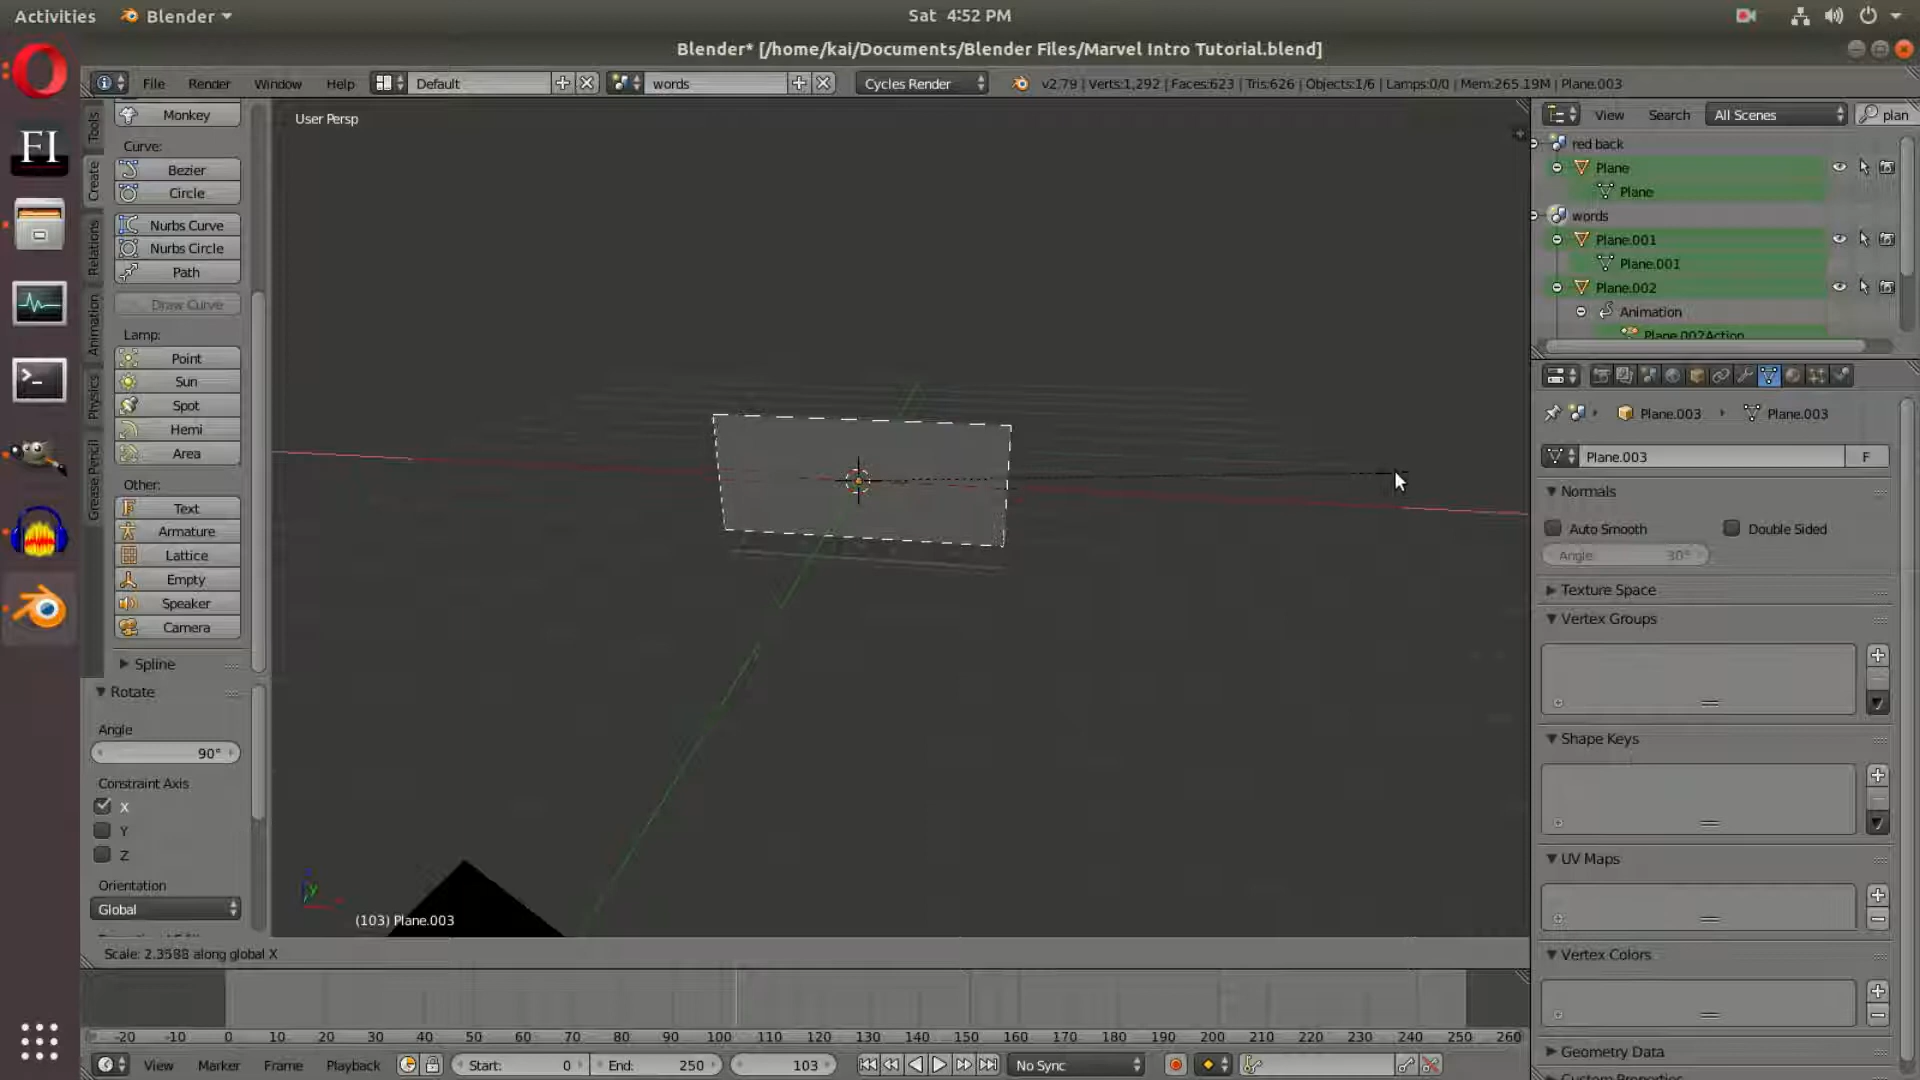 Activities
Blender
Sat 4:52 PM
Blender* [/home/kai/Documents/Blender Files/Marvel Intro Tutorial.blend]
File
Render
Window
Help
Default
words
Cycles Render
v2.79 | Verts:1,292 | Faces:623 | Tris:626 | Objects:1/6 | Lamps:0/0 | Mem:265.19M | Plane.003
FI
Tools
Create
Relations
Animation
Physics
Grease Pencil
Monkey
Curve:
Bezier
Circle
Nurbs Curve
Nurbs Circle
Path
Draw Curve
Lamp:
Point
Sun
Spot
Hemi
Area
Other:
Text
Armature
Lattice
Empty
Speaker
Camera
Spline
Rotate
Angle
90°
Constraint Axis
X
Y
Z
Orientation
Global
User Persp
(103) Plane.003
Scale: 2.3588 along global X
View
Search
All Scenes
plan
red back
Plane
Plane
words
Plane.001
Plane.001
Plane.002
Animation
Plane.002Action
Plane.003
Plane.003
Plane.003
F
Normals
Auto Smooth
Double Sided
Angle:
30°
Texture Space
Vertex Groups
Shape Keys
UV Maps
Vertex Colors
Geometry Data
Custom Properties
-20 -10 0 10 20 30 40 50 60 70 80 90 100 110 120 130 140 150 160 170 180 190 200 210 220 230 240 250 260
View
Marker
Frame
Playback
Start: 0
End: 250
103
No Sync